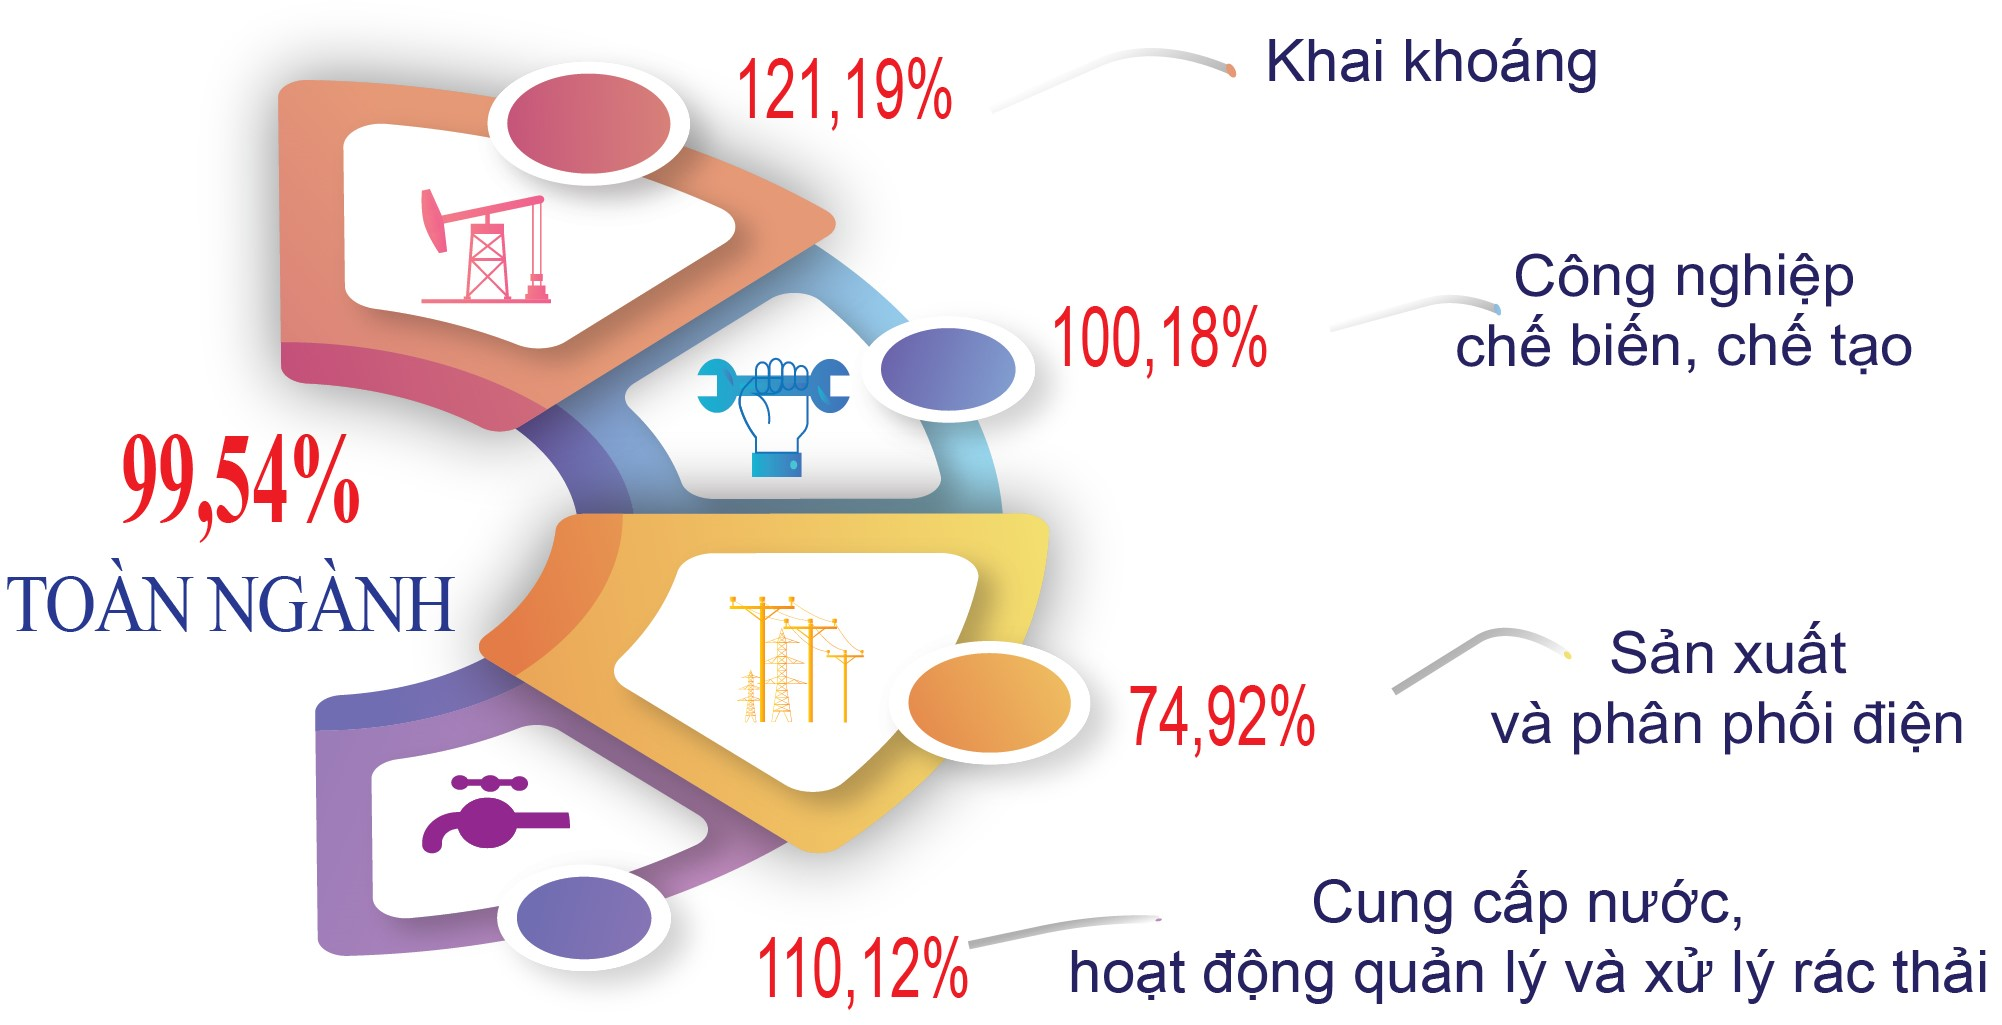 121,19%
Khai khoáng
100,18%
Công nghiệp
chế biến, chế tạo
99,54%
TOÀN NGÀNH
74,92%
Sản xuất
và phân phối điện
110,12%
Cung cấp nước,
hoạt động quản lý và xử lý rác thải